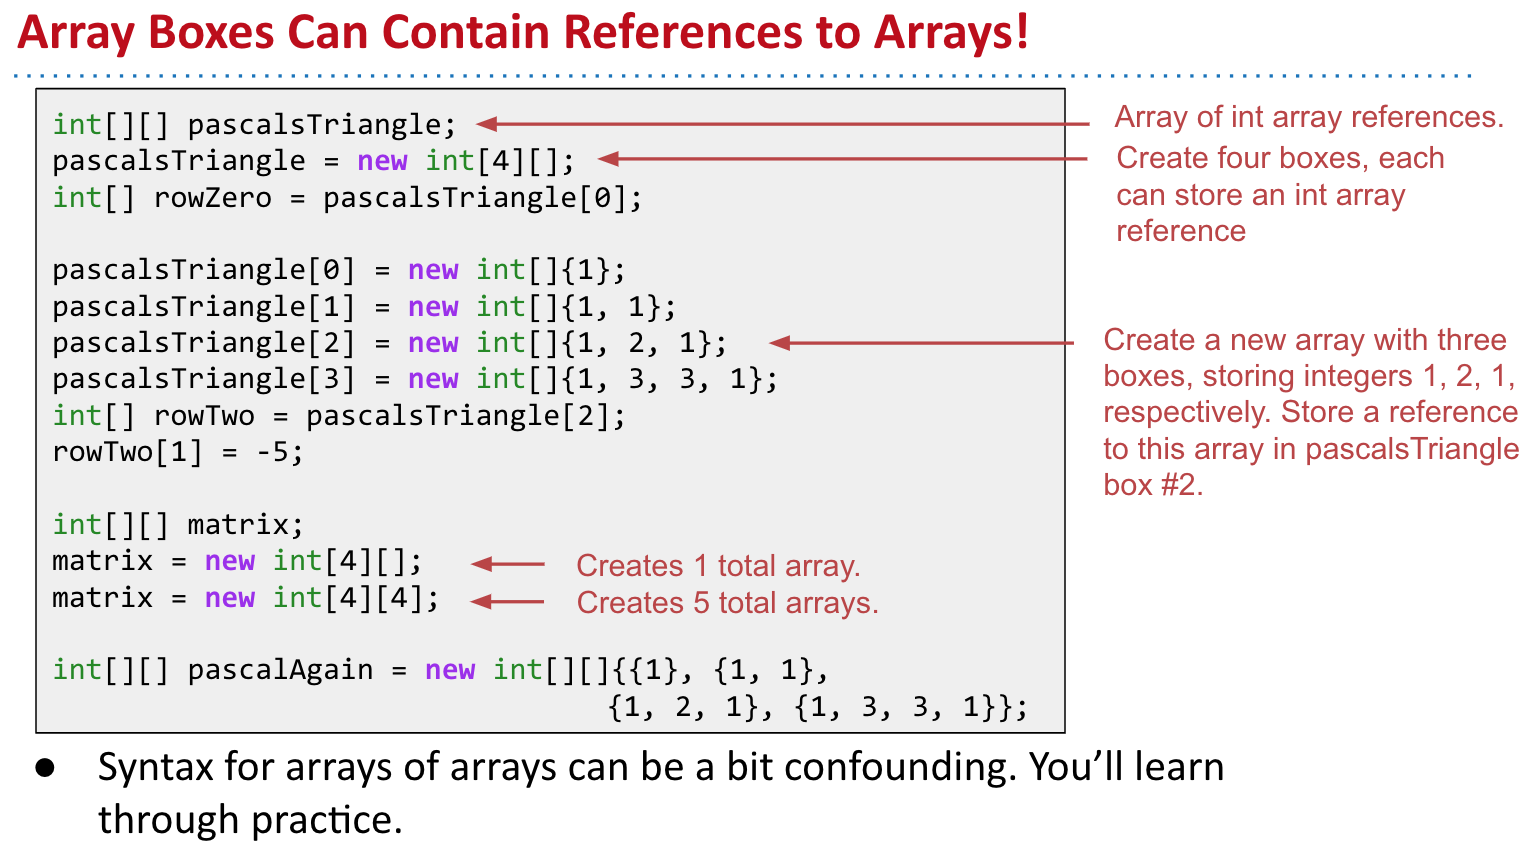 Array Boxes Can Contain References to Arrays!
int[][] pascalsTriangle;
Array of int array references.
pascalsTriangle = new int[4][];
Create four boxes, each
can store an int array
reference
int[] rowZero = pascalsTriangle[0];
pascalsTriangle[0] = new int[]{1};
pascalsTriangle[1] = new int[]{1, 1};
pascalsTriangle[2] = new int[]{1, 2, 1};
Create a new array with three
boxes, storing integers 1, 2, 1,
respectively. Store a reference
to this array in pascalsTriangle
box #2.
pascalsTriangle[3] = new int[]{1, 3, 3, 1};
int[] rowTwo = pascalsTriangle[2];
rowTwo[1] = -5;
int[][] matrix;
matrix = new int[4][];
Creates 1 total array.
matrix = new int[4][4];
Creates 5 total arrays.
int[][] pascalAgain = new int[][]{{1}, {1, 1},
{1, 2, 1}, {1, 3, 3, 1}};
● Syntax for arrays of arrays can be a bit confounding. You’ll learn
through practice.